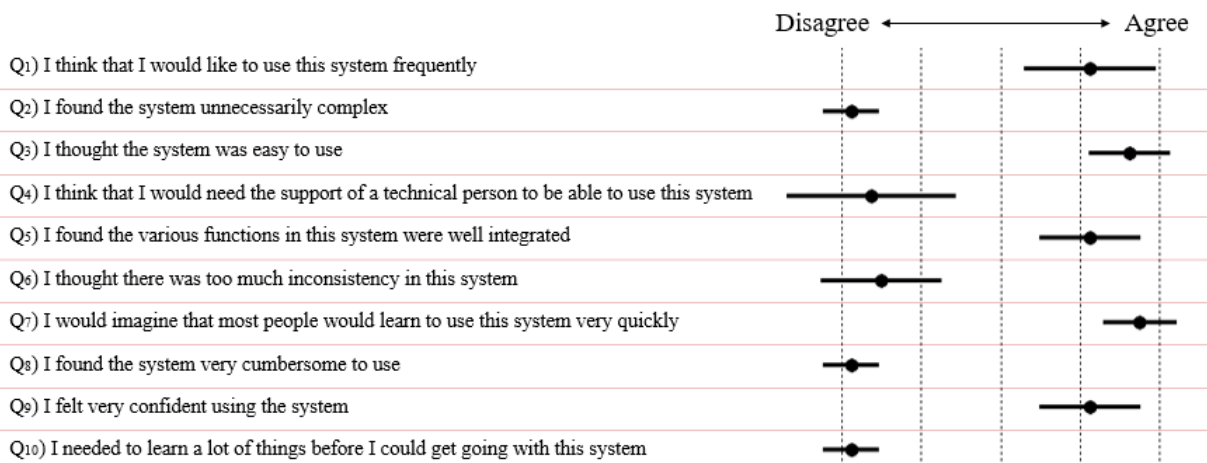 Disagree Agree
Q1) I think that I would like to use this system frequently
Q2) I found the system unnecessarily complex
Q3) I thought the system was easy to use
Q4) I think that I would need the support of a technical person to be able to use this system
Q5) I found the various functions in this system were well integrated
Q6) I thought there was too much inconsistency in this system
Q7) I would imagine that most people would learn to use this system very quickly
Q8) I found the system very cumbersome to use
Q9) I felt very confident using the system
Q10) I needed to learn a lot of things before I could get going with this system